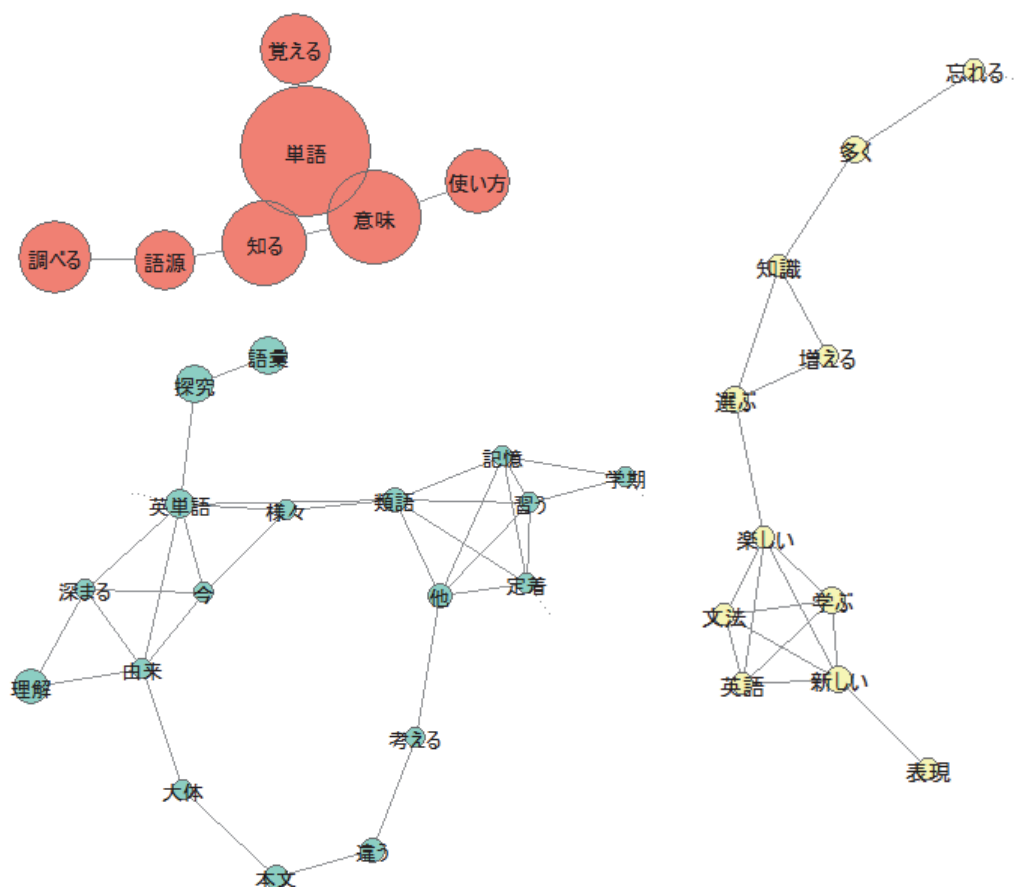 覚える
単語
使い方
意味
知る
語源
調べる
語彙
探究
記憶
学期
英単語
様々
類語
習う
深まる
今
他
定着
理解
由来
考える
大体
違う
本文
忘れる
多く
知識
増える
選ぶ
楽しい
学ぶ
文法
英語
新しい
表現